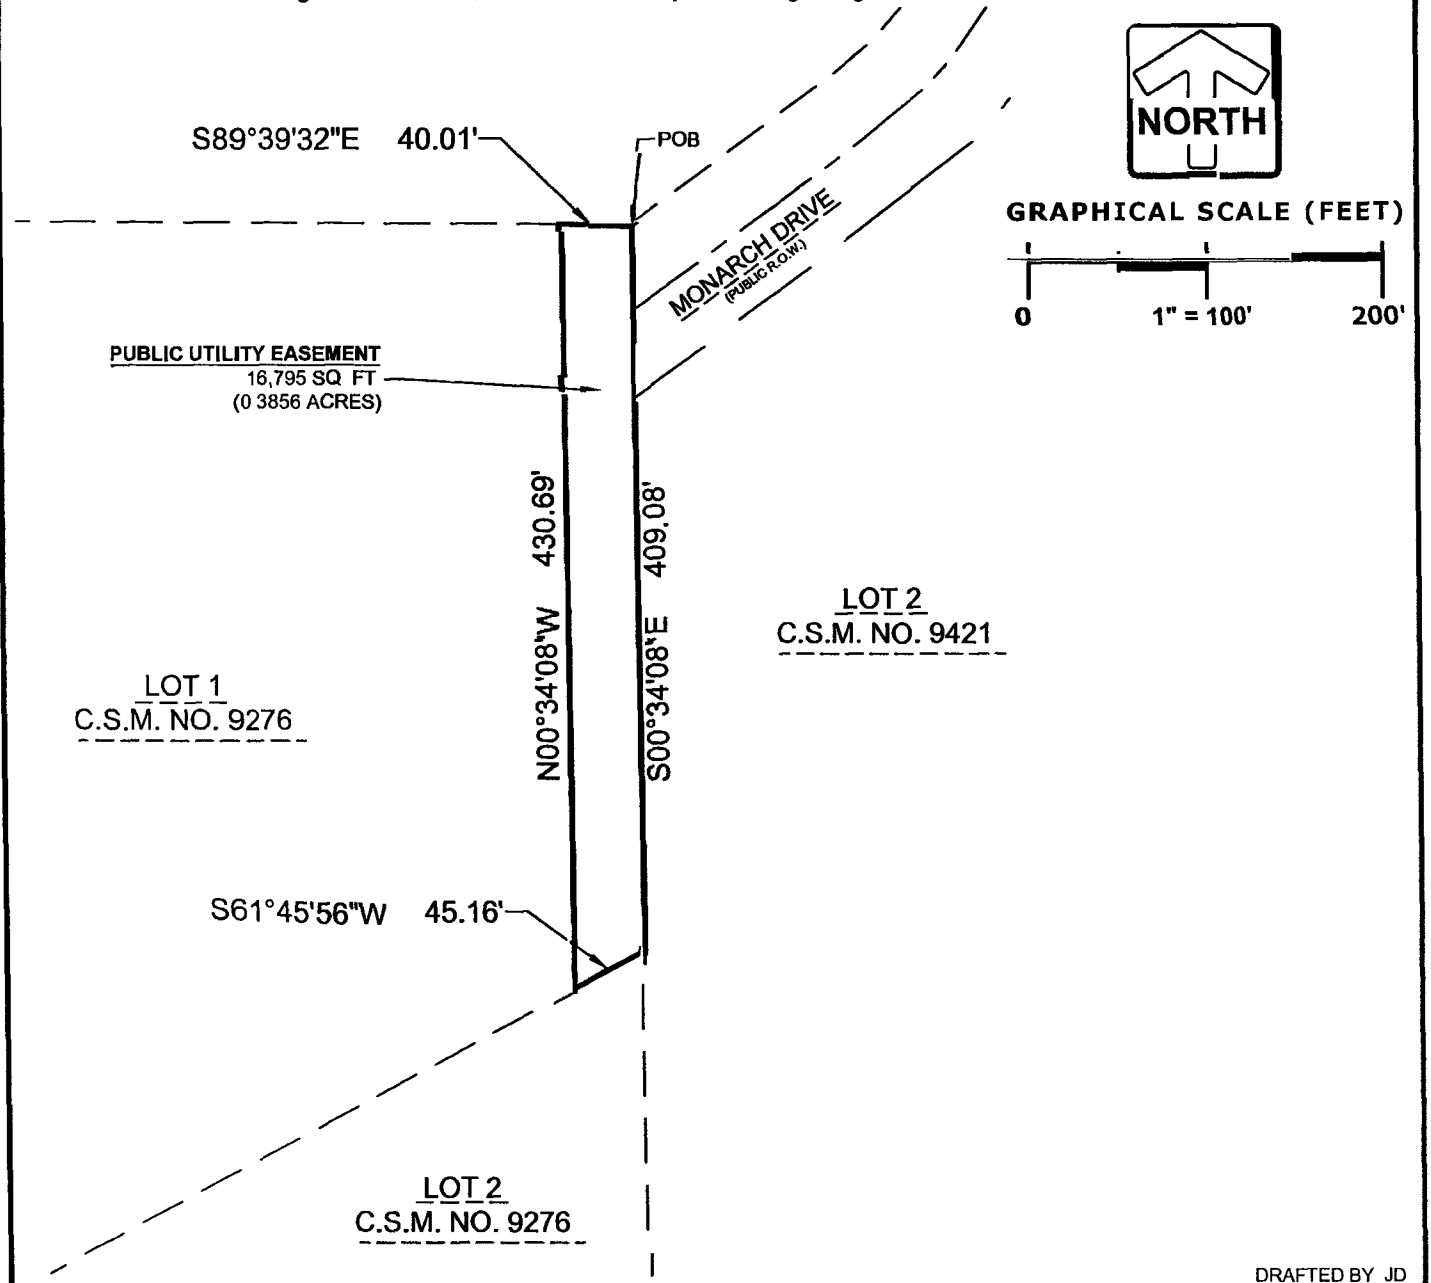 S89°39'32"E 40.01'
POB
NORTH
GRAPHICAL SCALE (FEET)
0 1" = 100' 200'
MONARCH DRIVE
(PUBLIC R.O.W.)
PUBLIC UTILITY EASEMENT
16,795 SQ FT
(0 3856 ACRES)
N00°34'08"W 430.69'
S00°34'08"E 409.08'
LOT 2
C.S.M. NO. 9421
LOT 1
C.S.M. NO. 9276
S61°45'56"W 45.16'
LOT 2
C.S.M. NO. 9276
DRAFTED BY JD